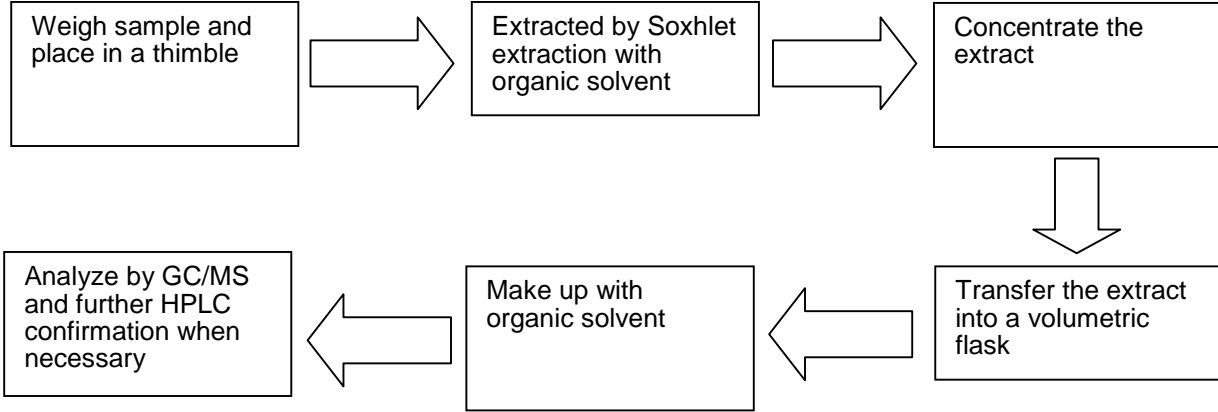 Weigh sample and
place in a thimble
Extracted by Soxhlet
extraction with
organic solvent
Concentrate the
extract
Transfer the extract
into a volumetric
flask
Make up with
organic solvent
Analyze by GC/MS
and further HPLC
confirmation when
necessary